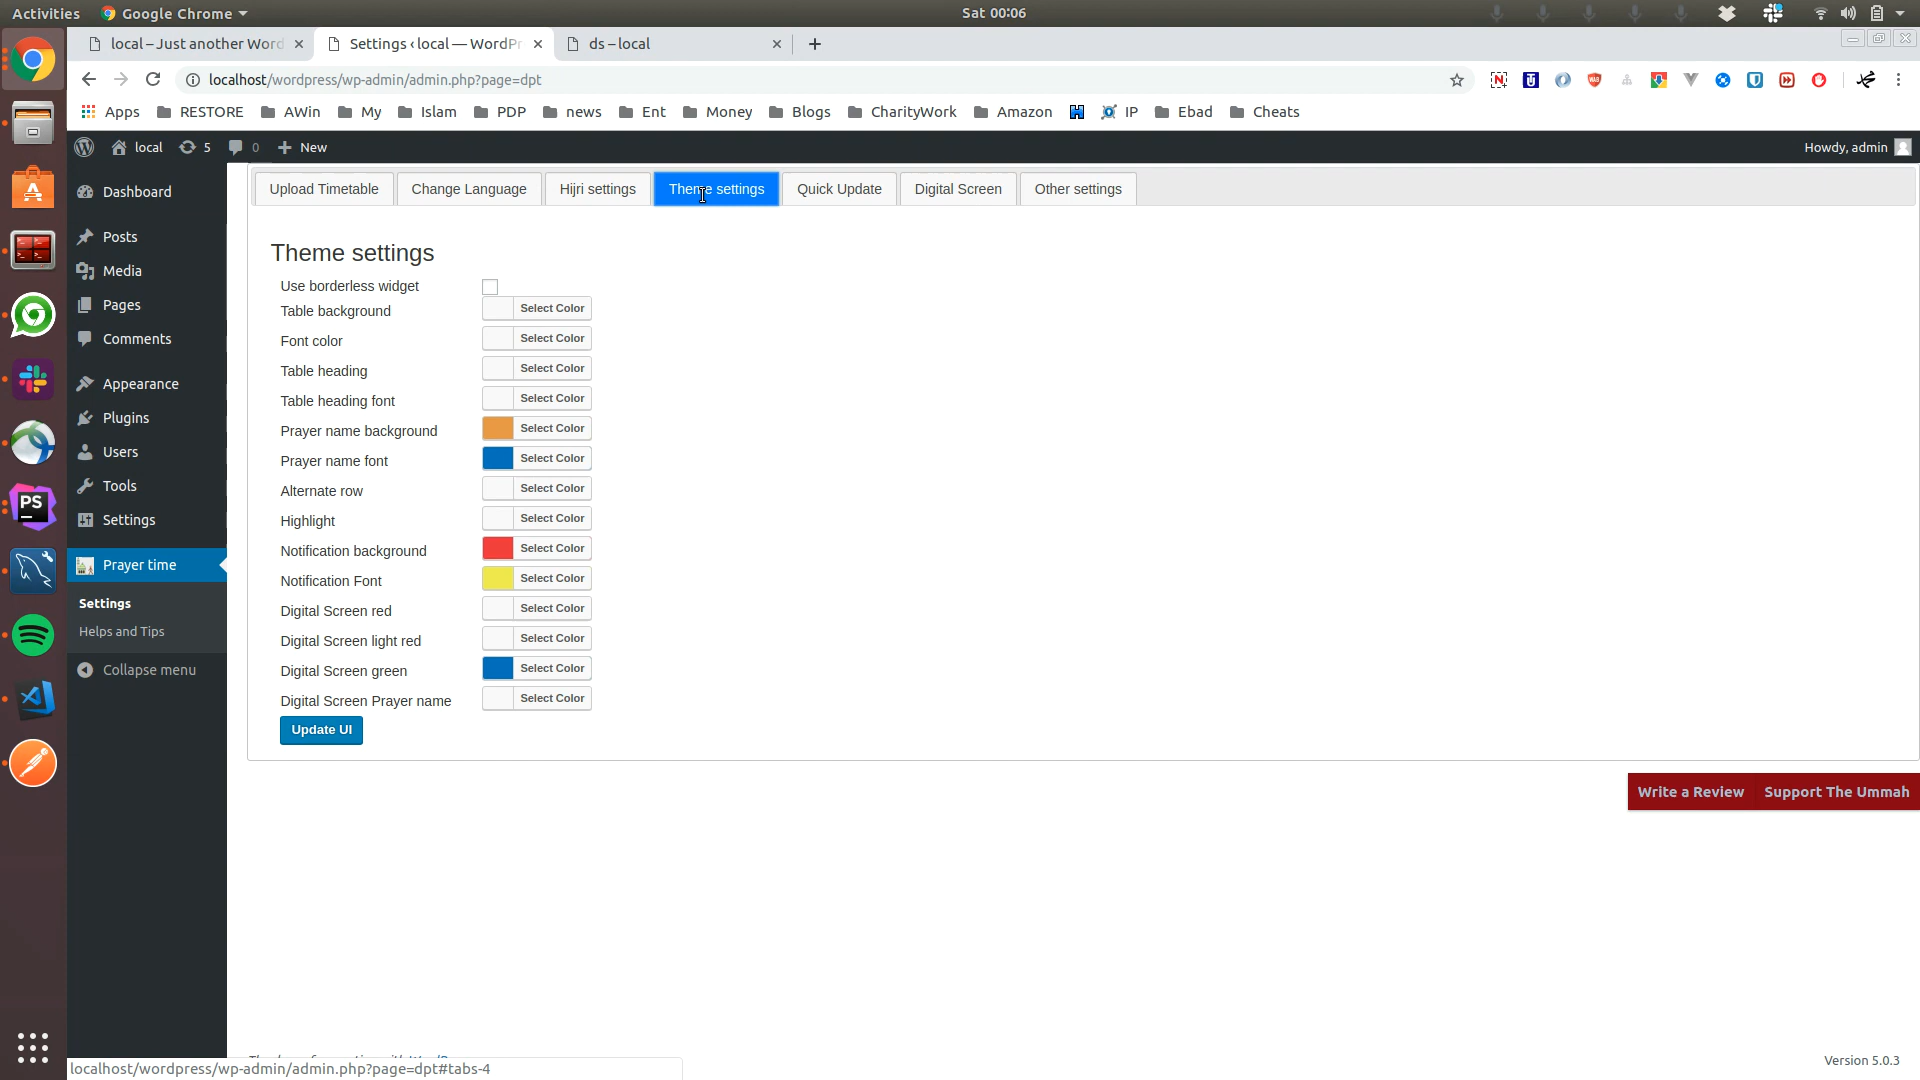 Activities Google Chrome Sat 00:06
local – Just another Word Settings ‹ local — WordPr ds – local
localhost/wordpress/wp-admin/admin.php?page=dpt
Apps RESTORE AWin My Islam PDP news Ent Money Blogs CharityWork Amazon IP Ebad Cheats
local 5 0 New Howdy, admin
Upload Timetable Change Language Hijri settings Theme settings Quick Update Digital Screen Other settings
Dashboard
Posts
Media
Pages
Comments
Appearance
Plugins
Users
Tools
Settings
Prayer time
Settings
Helps and Tips
Collapse menu
Theme settings
Use borderless widget
Table background Select Color
Font color Select Color
Table heading Select Color
Table heading font Select Color
Prayer name background Select Color
Prayer name font Select Color
Alternate row Select Color
Highlight Select Color
Notification background Select Color
Notification Font Select Color
Digital Screen red Select Color
Digital Screen light red Select Color
Digital Screen green Select Color
Digital Screen Prayer name Select Color
Update UI
Write a Review Support The Ummah
Version 5.0.3
localhost/wordpress/wp-admin/admin.php?page=dpt#tabs-4